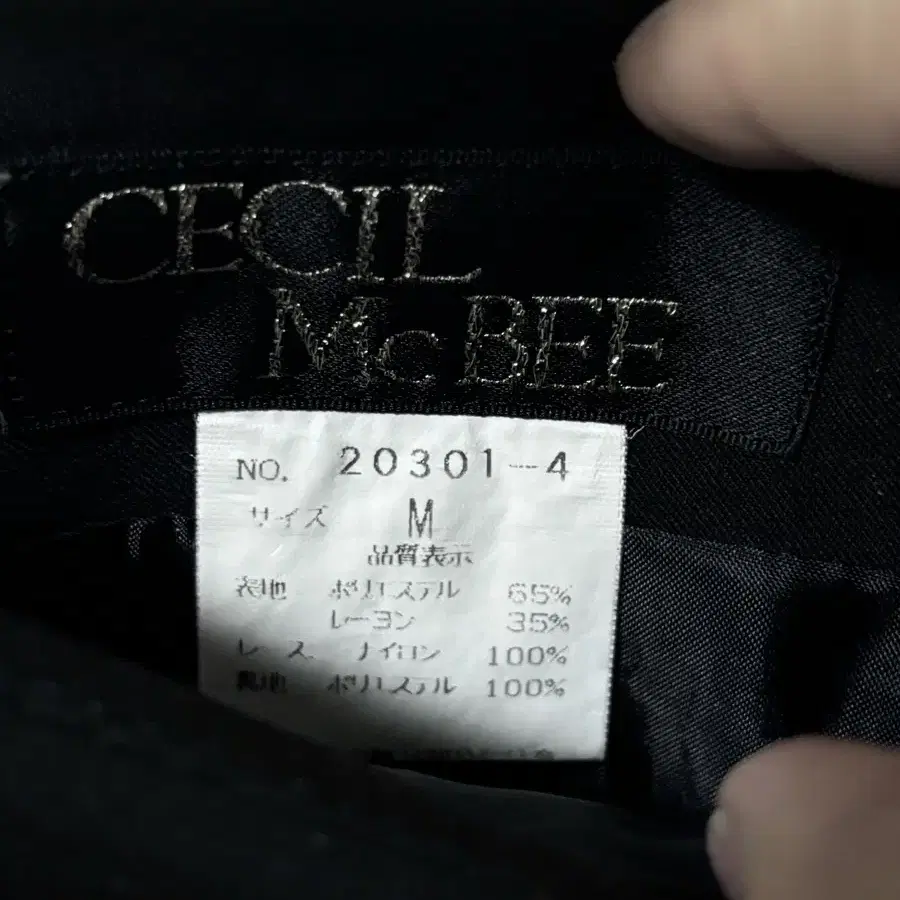 CECIL
McBEE
NO. 20301-4
サイズ M
品質表示
表地 ポリエステル 65%
レーヨン 35%
レース ナイロン 100%
裏地 ポリエステル 100%